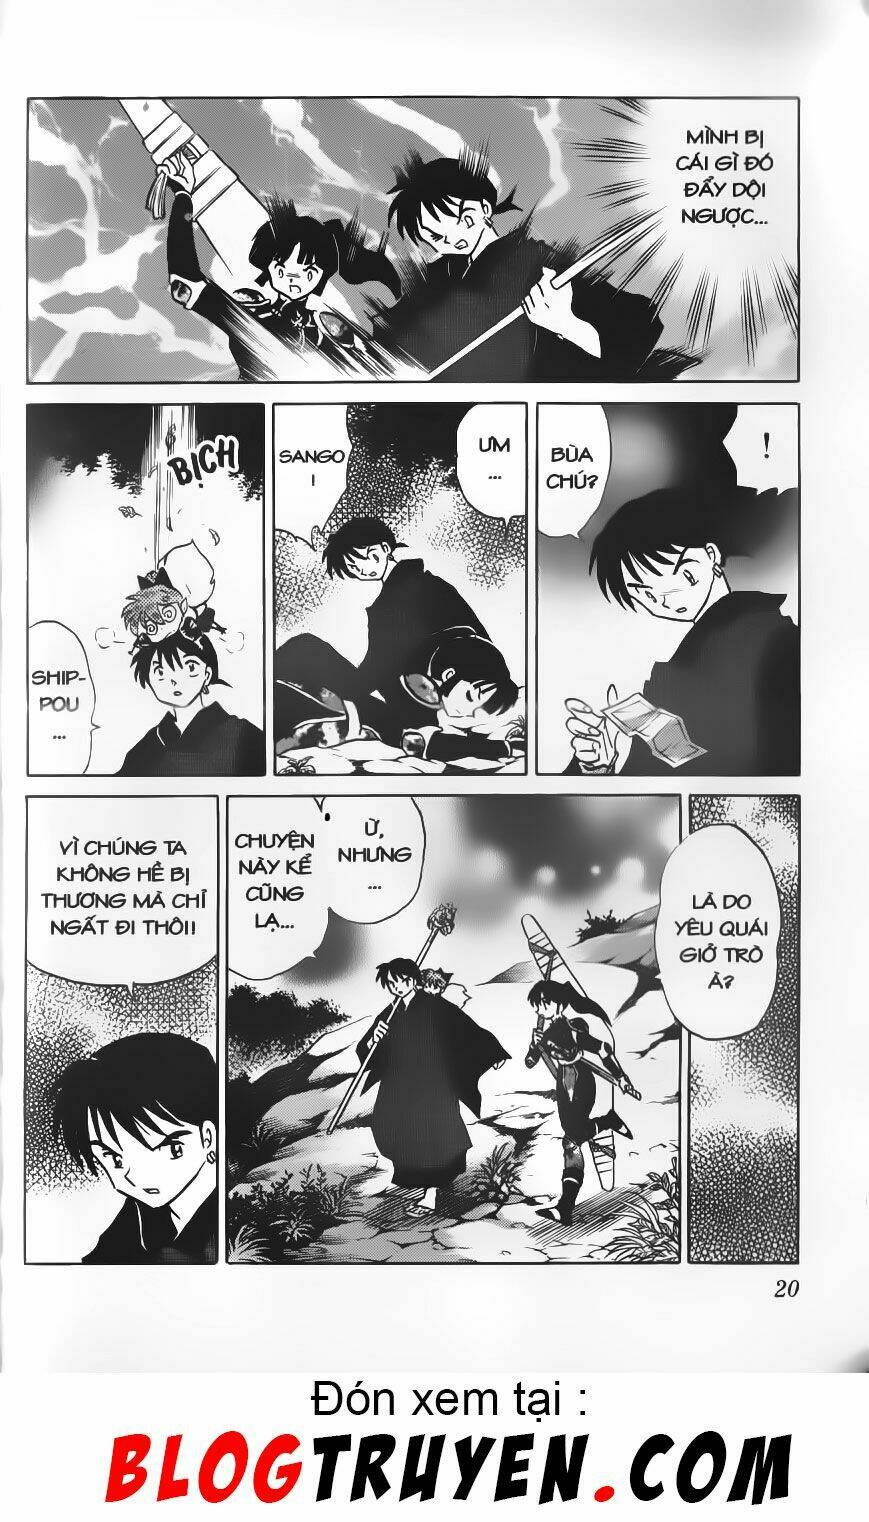 MÌNH BỊ
CÁI GÌ ĐÓ
ĐẨY DỘI
NGƯỢC...
!
BÙA
CHÚ?
ƯM
...
SANGO
!
BỊCH
SHIP-
POU
...
LÀ DO
YÊU QUÁI
GIỞ TRÒ
À?
Ừ,
NHƯNG
...
CHUYỆN
NÀY KỂ
CŨNG
LẠ...
VÌ CHÚNG TA
KHÔNG HỀ BỊ
THƯƠNG MÀ CHỈ
NGẤT ĐI THÔI!
20
Đón xem tại :
BLOGTRUYEN.COM